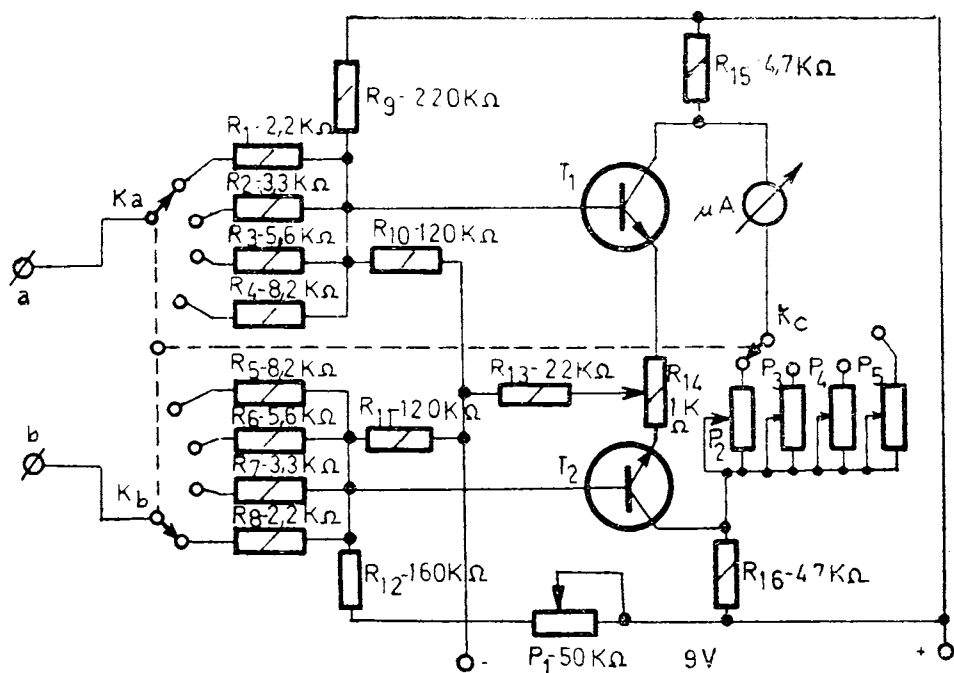 R15-4,7KΩ
R9-220KΩ
R1-2,2KΩ
R2-3,3KΩ
Ka
T1
μA
R3-5,6KΩ
R10-120KΩ
a
R4-8,2KΩ
Kc
R5-8,2KΩ
R13-22KΩ
R14
1K
Ω
P2
P3
P4
P5
R6-5,6KΩ
R11-120KΩ
b
R7-3,3KΩ
T2
Kb
R8-2,2KΩ
R12-160KΩ
R16-47KΩ
P1-50KΩ
-
9V
+